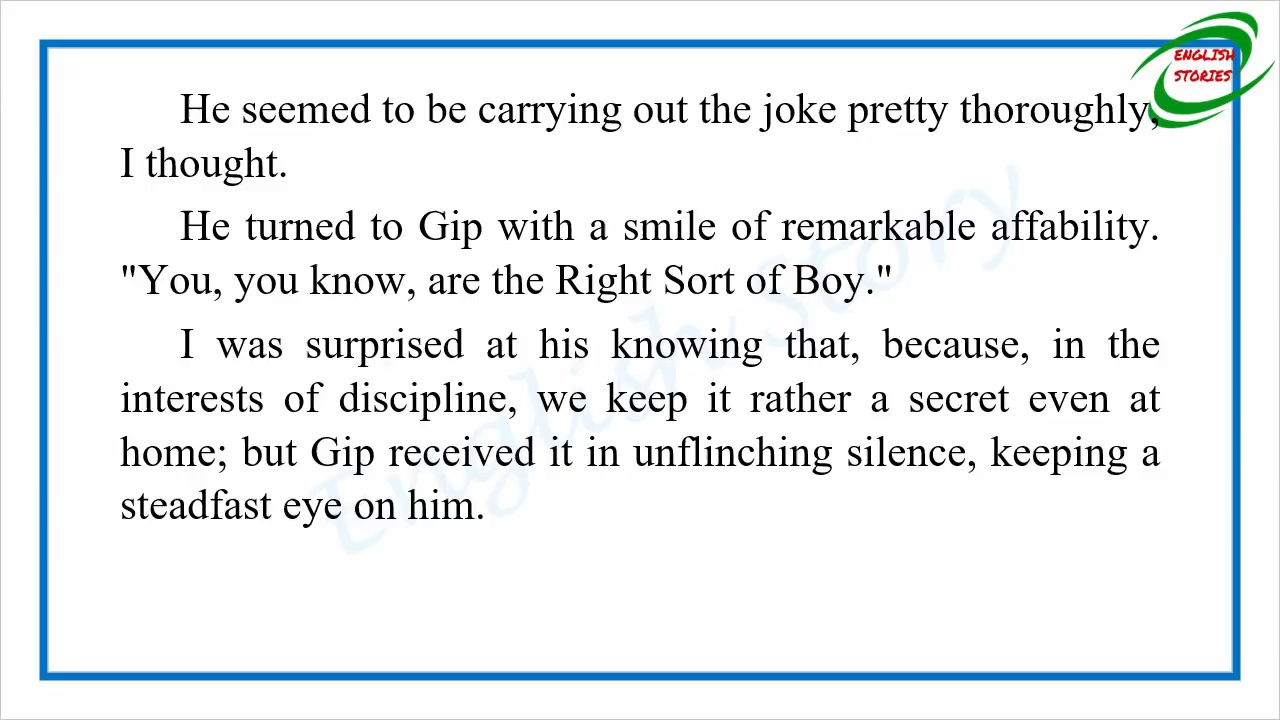 ENGLISH
STORIES
He seemed to be carrying out the joke pretty thoroughly,
I thought.
He turned to Gip with a smile of remarkable affability.
"You, you know, are the Right Sort of Boy."
I was surprised at his knowing that, because, in the
interests of discipline, we keep it rather a secret even at
home; but Gip received it in unflinching silence, keeping a
steadfast eye on him.
English Story